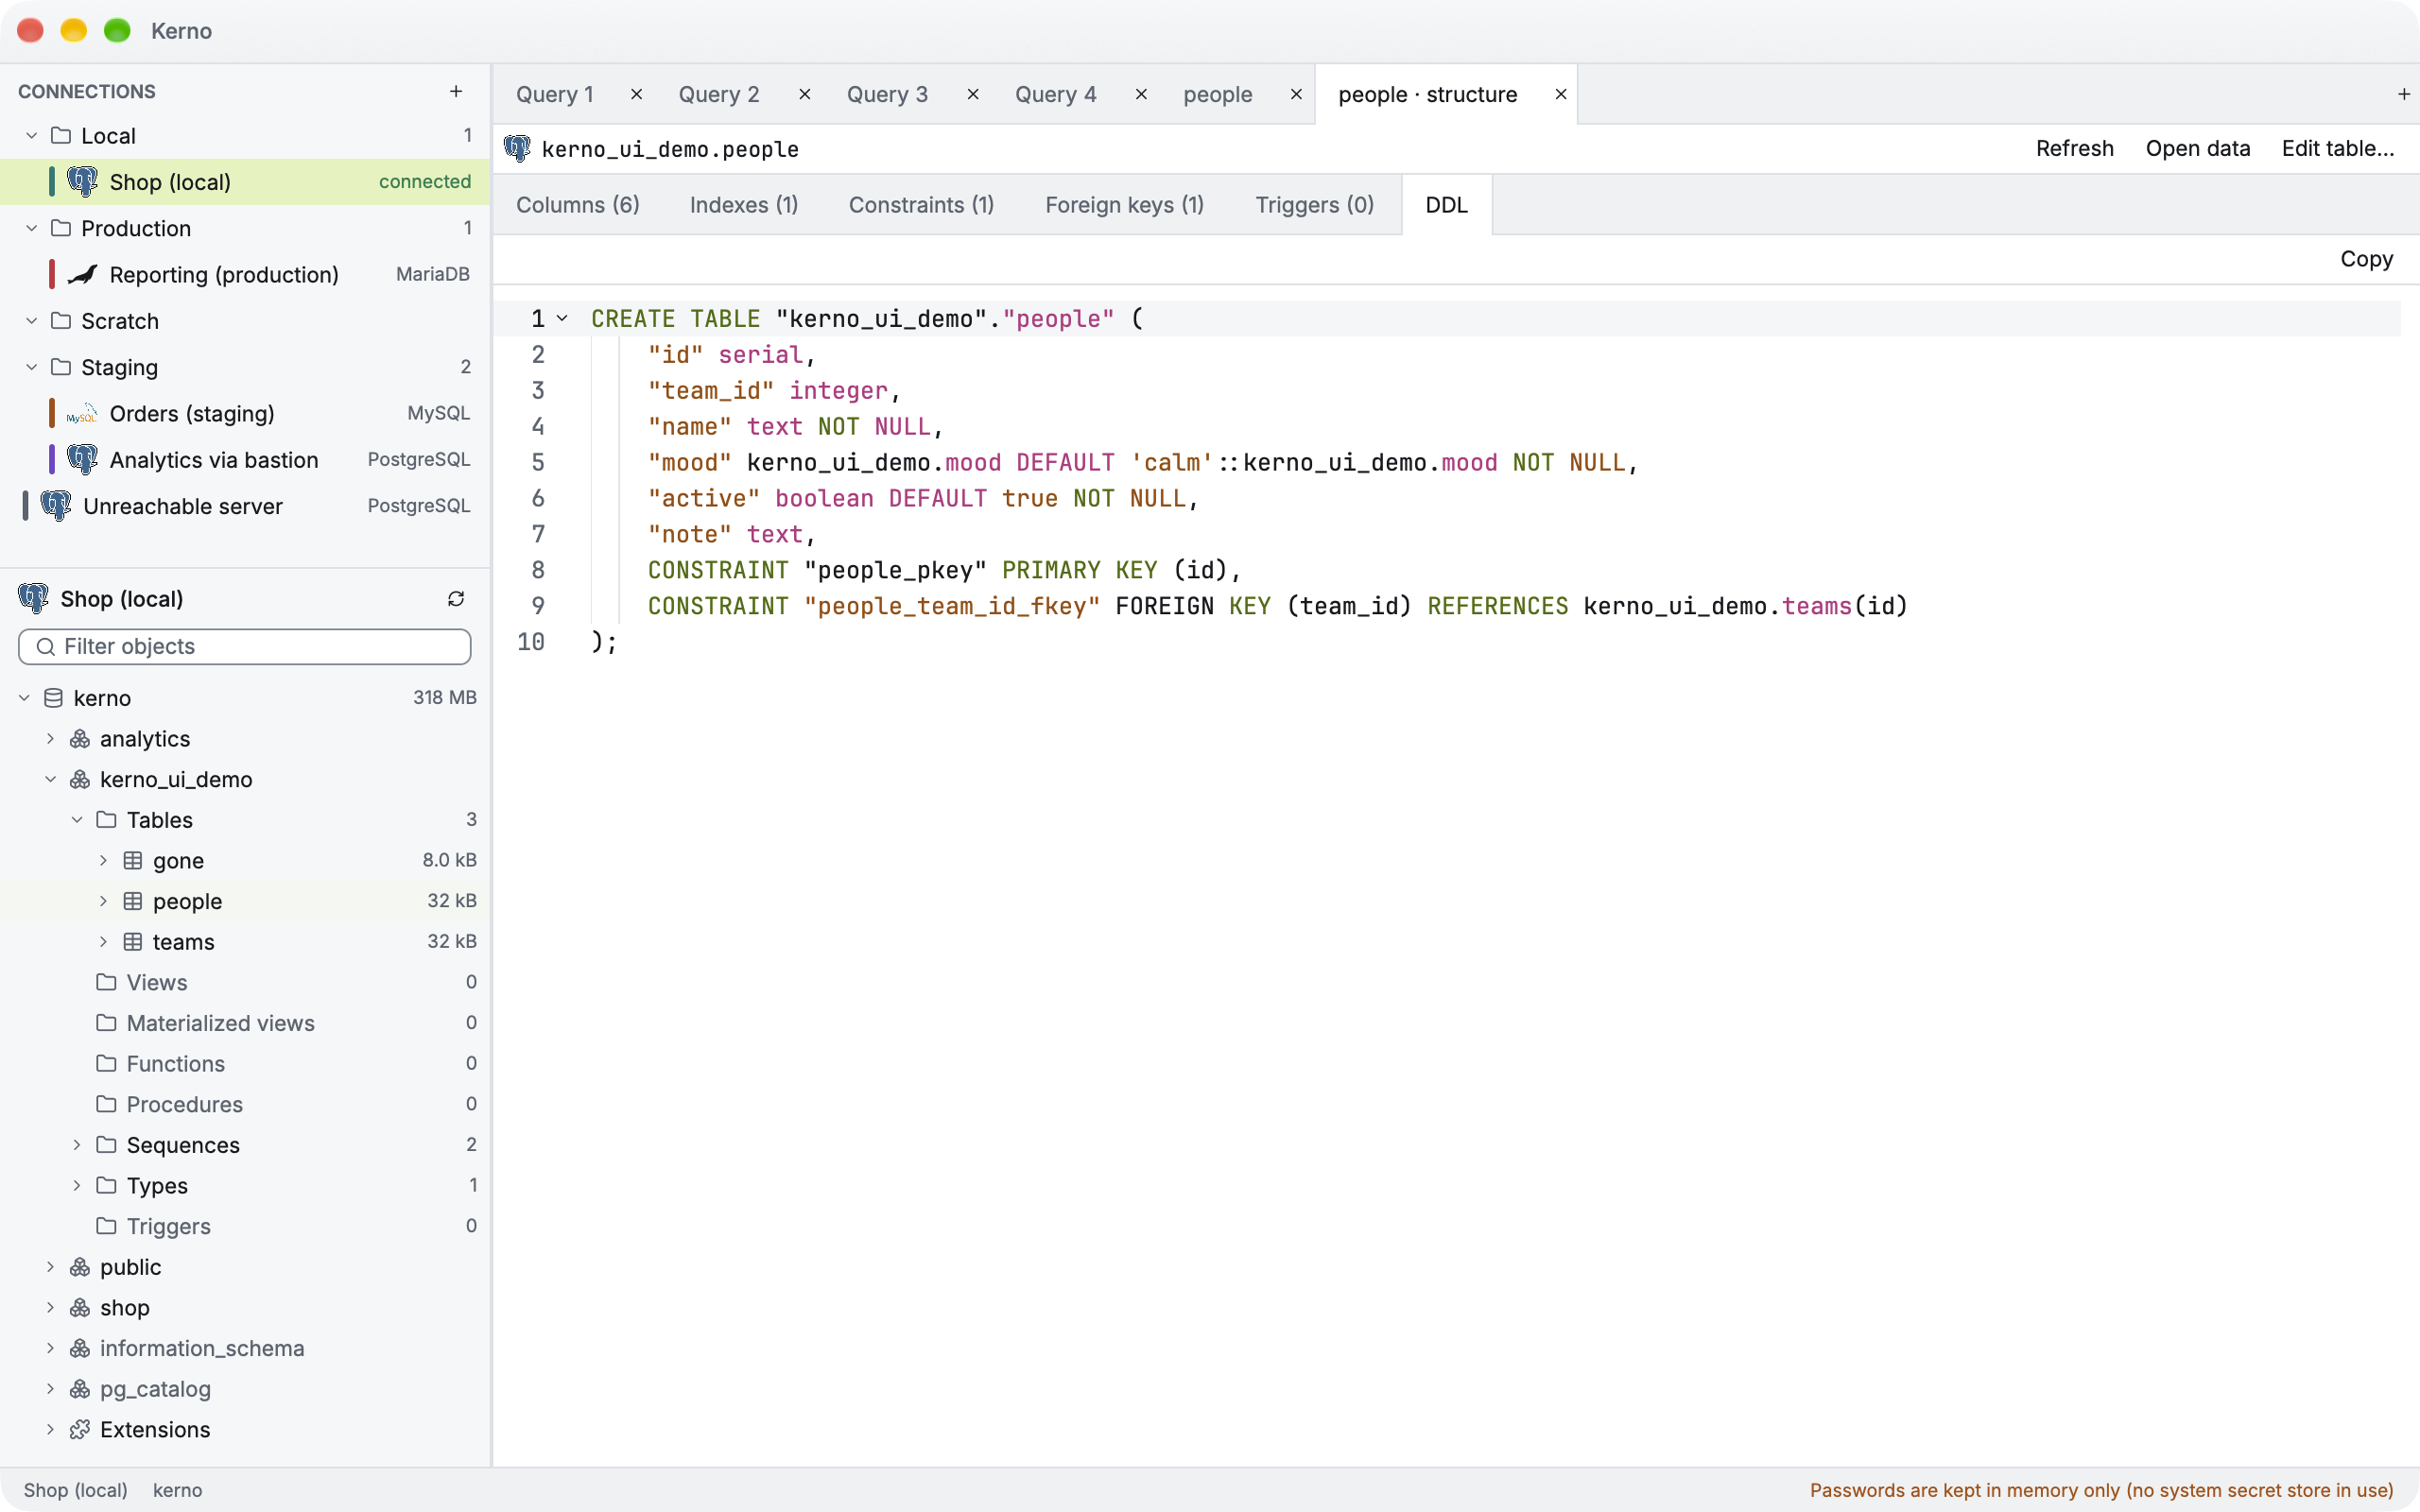 Kerno
CONNECTIONS +
Local 1
Shop (local) connected
Production 1
Reporting (production) MariaDB
Scratch
Staging 2
MySQL Orders (staging) MySQL
Analytics via bastion PostgreSQL
Unreachable server PostgreSQL
Shop (local)
Filter objects
kerno 318 MB
analytics
kerno_ui_demo
Tables 3
gone 8.0 kB
people 32 kB
teams 32 kB
Views 0
Materialized views 0
Functions 0
Procedures 0
Sequences 2
Types 1
Triggers 0
public
shop
information_schema
pg_catalog
Extensions
Query 1 × Query 2 × Query 3 × Query 4 × people × people · structure × +
kerno_ui_demo.people Refresh Open data Edit table...
Columns (6) Indexes (1) Constraints (1) Foreign keys (1) Triggers (0) DDL
Copy
1 CREATE TABLE "kerno_ui_demo"."people" (
2 "id" serial,
3 "team_id" integer,
4 "name" text NOT NULL,
5 "mood" kerno_ui_demo.mood DEFAULT 'calm'::kerno_ui_demo.mood NOT NULL,
6 "active" boolean DEFAULT true NOT NULL,
7 "note" text,
8 CONSTRAINT "people_pkey" PRIMARY KEY (id),
9 CONSTRAINT "people_team_id_fkey" FOREIGN KEY (team_id) REFERENCES kerno_ui_demo.teams(id)
10 );
Shop (local) kerno Passwords are kept in memory only (no system secret store in use)